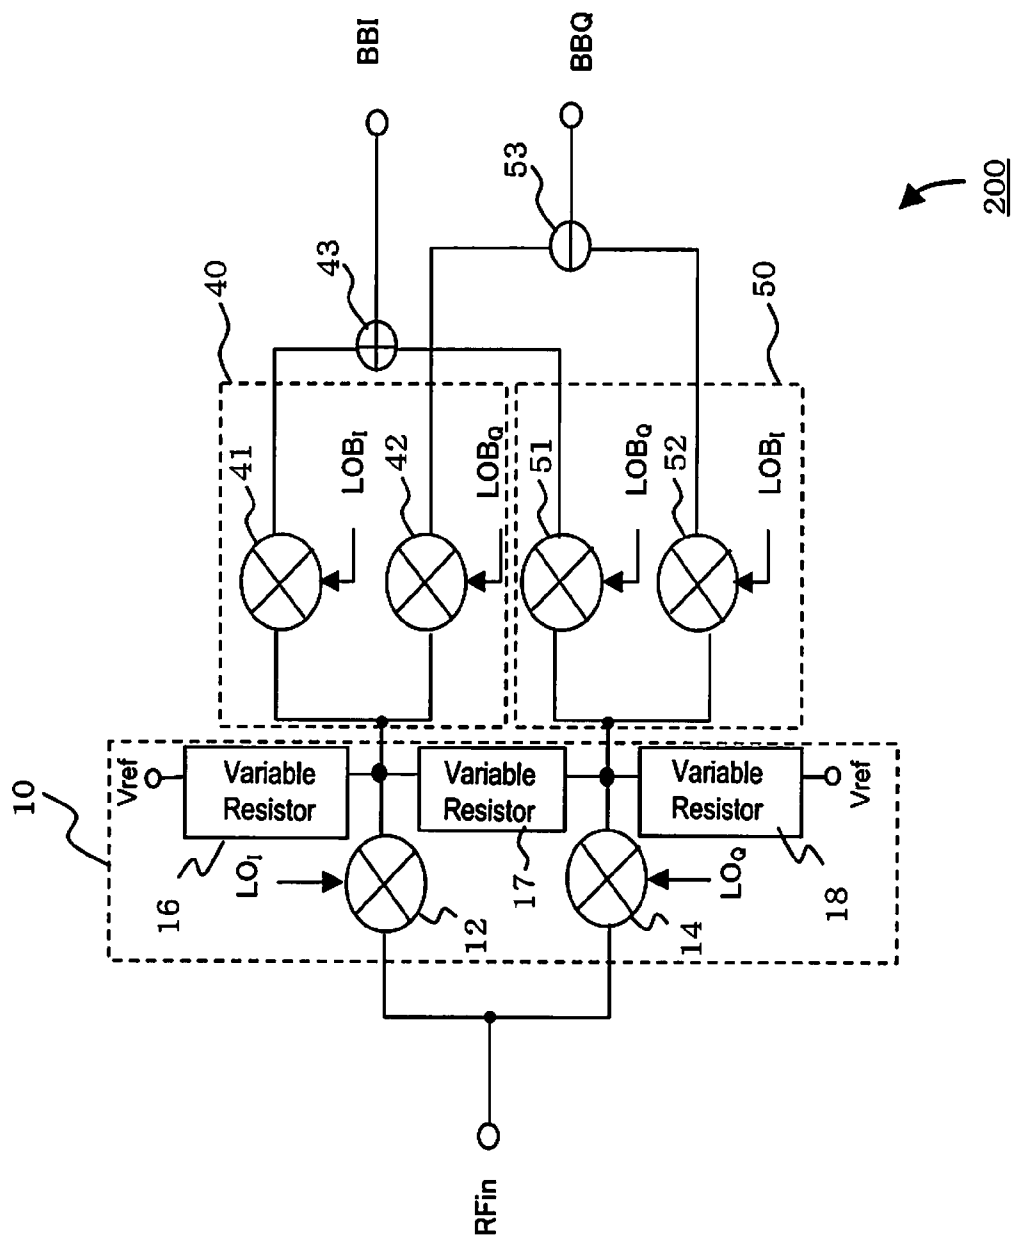 BBI
BBQ
53
43
40
50
200
41
LOBI
42
LOBQ
51
LOBQ
52
LOBI
10
Vref
Variable
Resistor
Variable
Resistor
Variable
Resistor
Vref
16
LOI
12
17
14
LOQ
18
RFin